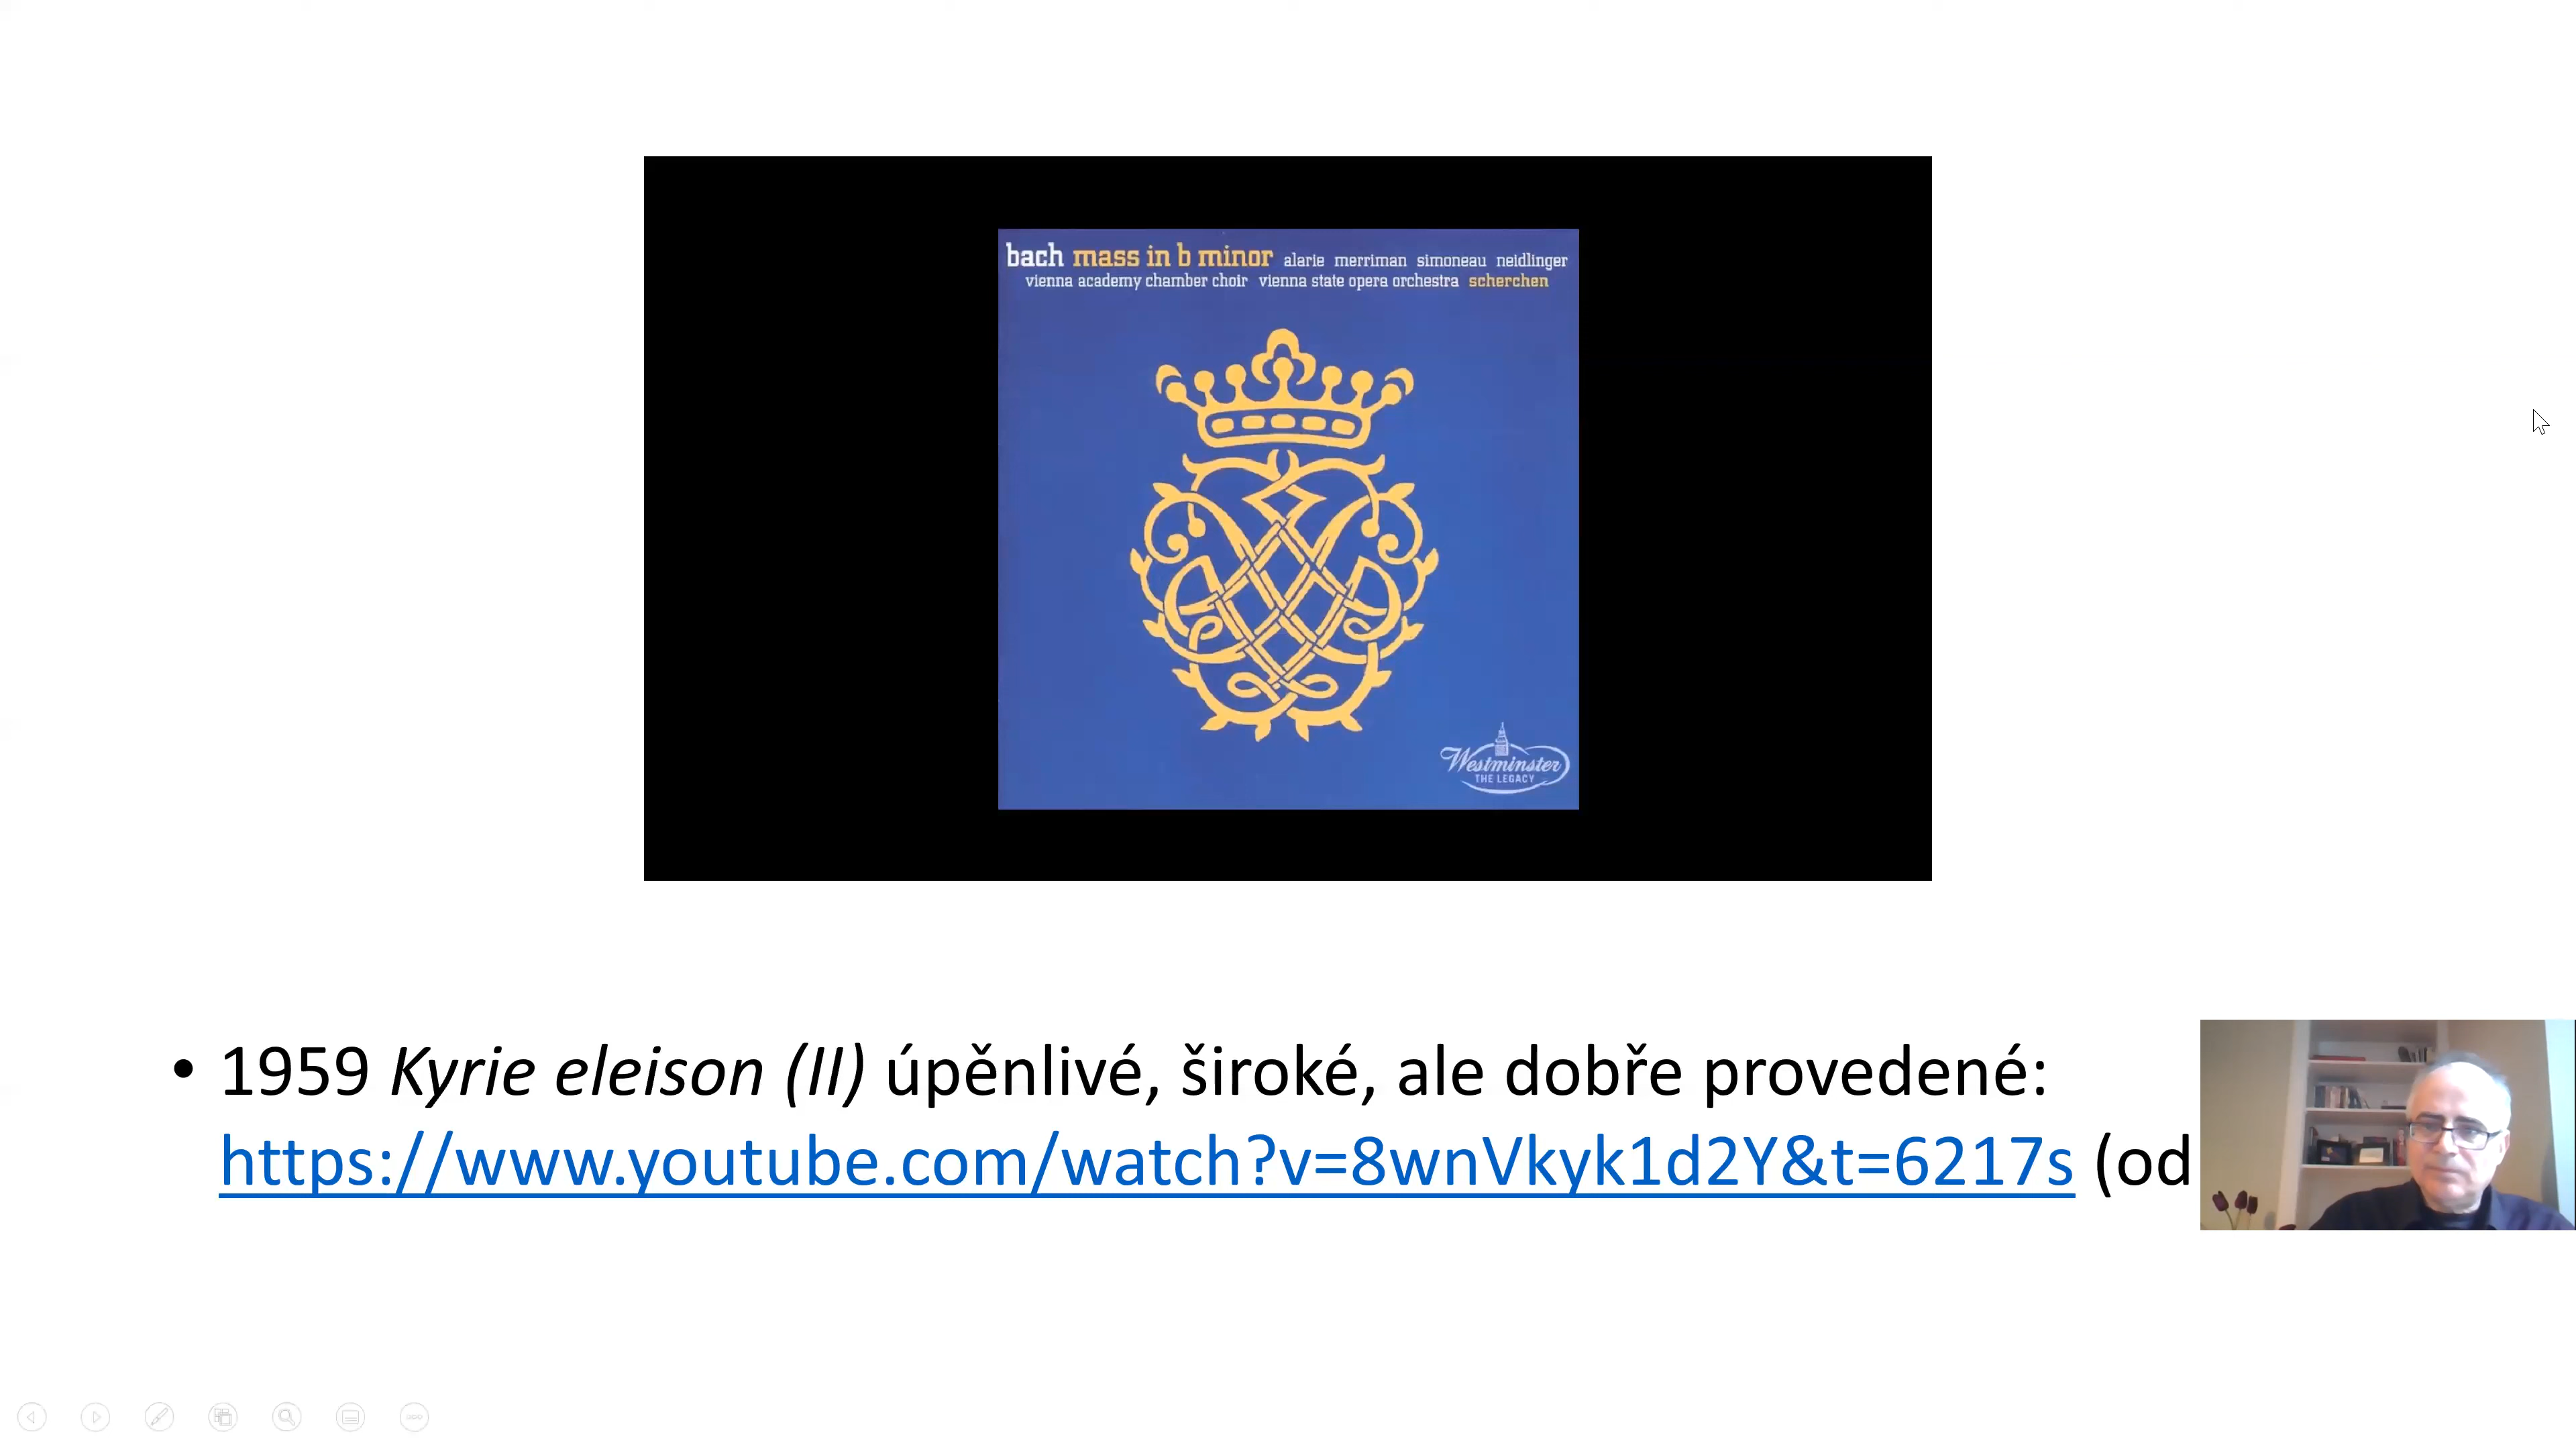 bach mass in b minor alarie merriman simoneau neidlinger
vienna academy chamber choir vienna state opera orchestra scherchen
Westminster
THE LEGACY
• 1959 Kyrie eleison (II) úpěnlivé, široké, ale dobře provedené:
https://www.youtube.com/watch?v=8wnVkyk1d2Y&t=6217s (od